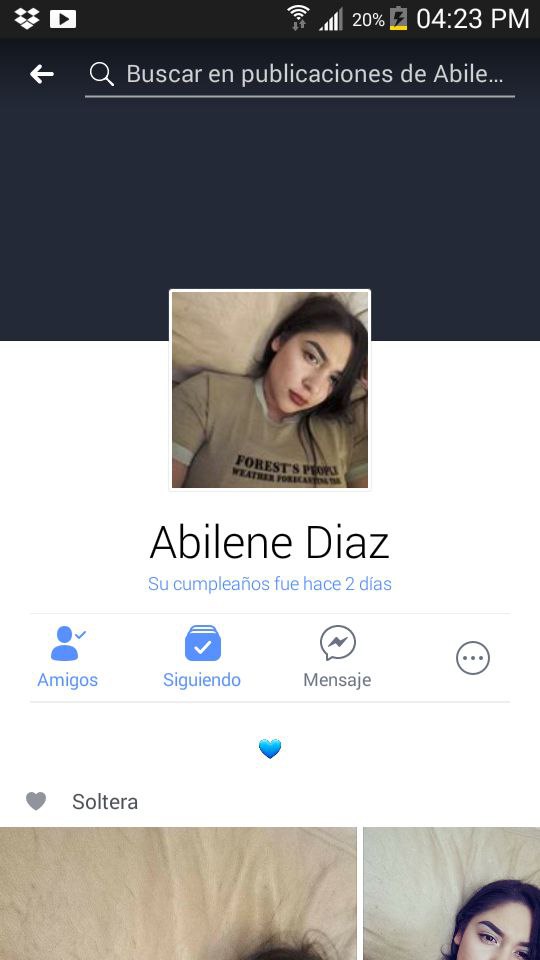 20% 04:23 PM
Buscar en publicaciones de Abile...
FOREST'S PEOPLE
WEATHER FORECASTING
Abilene Diaz
Su cumpleaños fue hace 2 días
Amigos Siguiendo Mensaje
Soltera